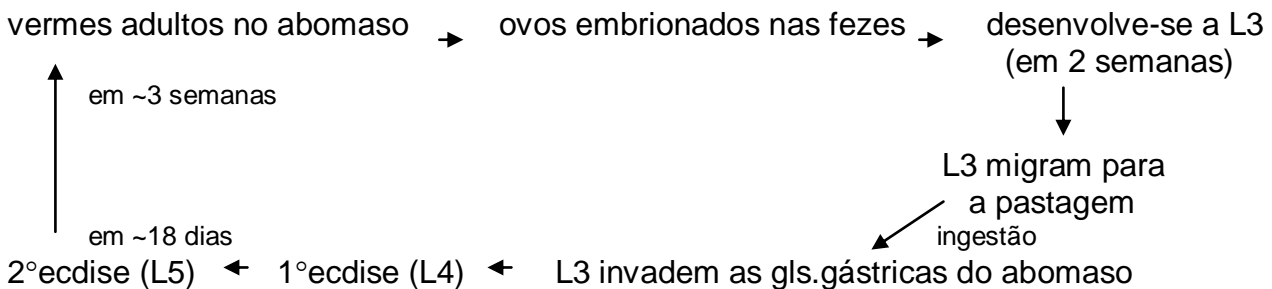 vermes adultos no abomaso ovos embrionados nas fezes desenvolve-se a L3
(em 2 semanas)
em ~3 semanas
L3 migram para
a pastagem
em ~18 dias ingestão
2°ecdise (L5) 1°ecdise (L4) L3 invadem as gls.gástricas do abomaso